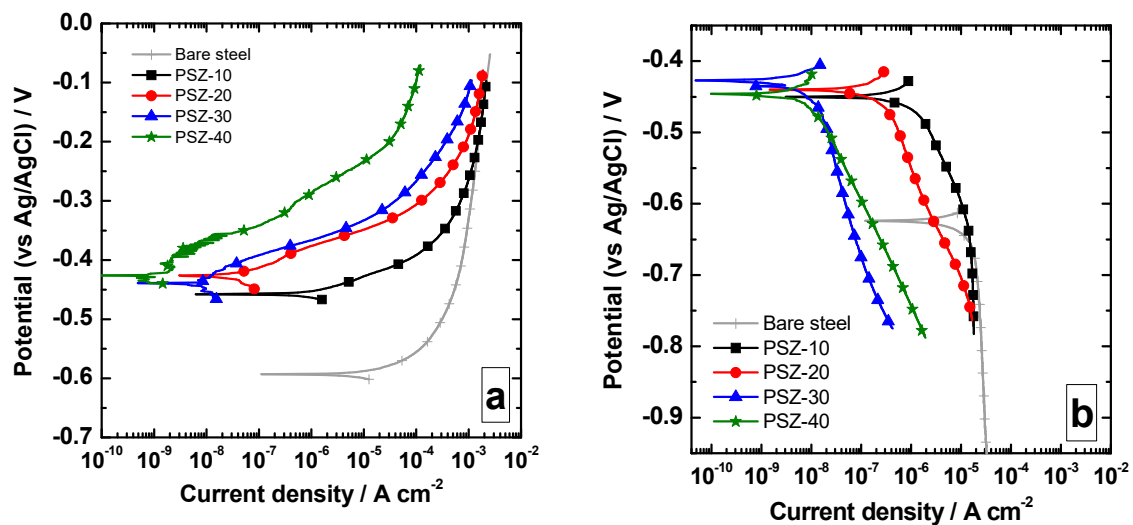 0.0
-0.1
-0.2
-0.3
-0.4
-0.5
-0.6
-0.7
Potential (vs Ag/AgCl) / V
Bare steel
PSZ-10
PSZ-20
PSZ-30
PSZ-40
a
10⁻¹⁰ 10⁻⁹ 10⁻⁸ 10⁻⁷ 10⁻⁶ 10⁻⁵ 10⁻⁴ 10⁻³ 10⁻²
Current density / A cm⁻²
-0.4
-0.5
-0.6
-0.7
-0.8
-0.9
Potential (vs Ag/AgCl) / V
Bare steel
PSZ-10
PSZ-20
PSZ-30
PSZ-40
b
10⁻¹⁰ 10⁻⁹ 10⁻⁸ 10⁻⁷ 10⁻⁶ 10⁻⁵ 10⁻⁴ 10⁻³ 10⁻²
Current density / A cm⁻²